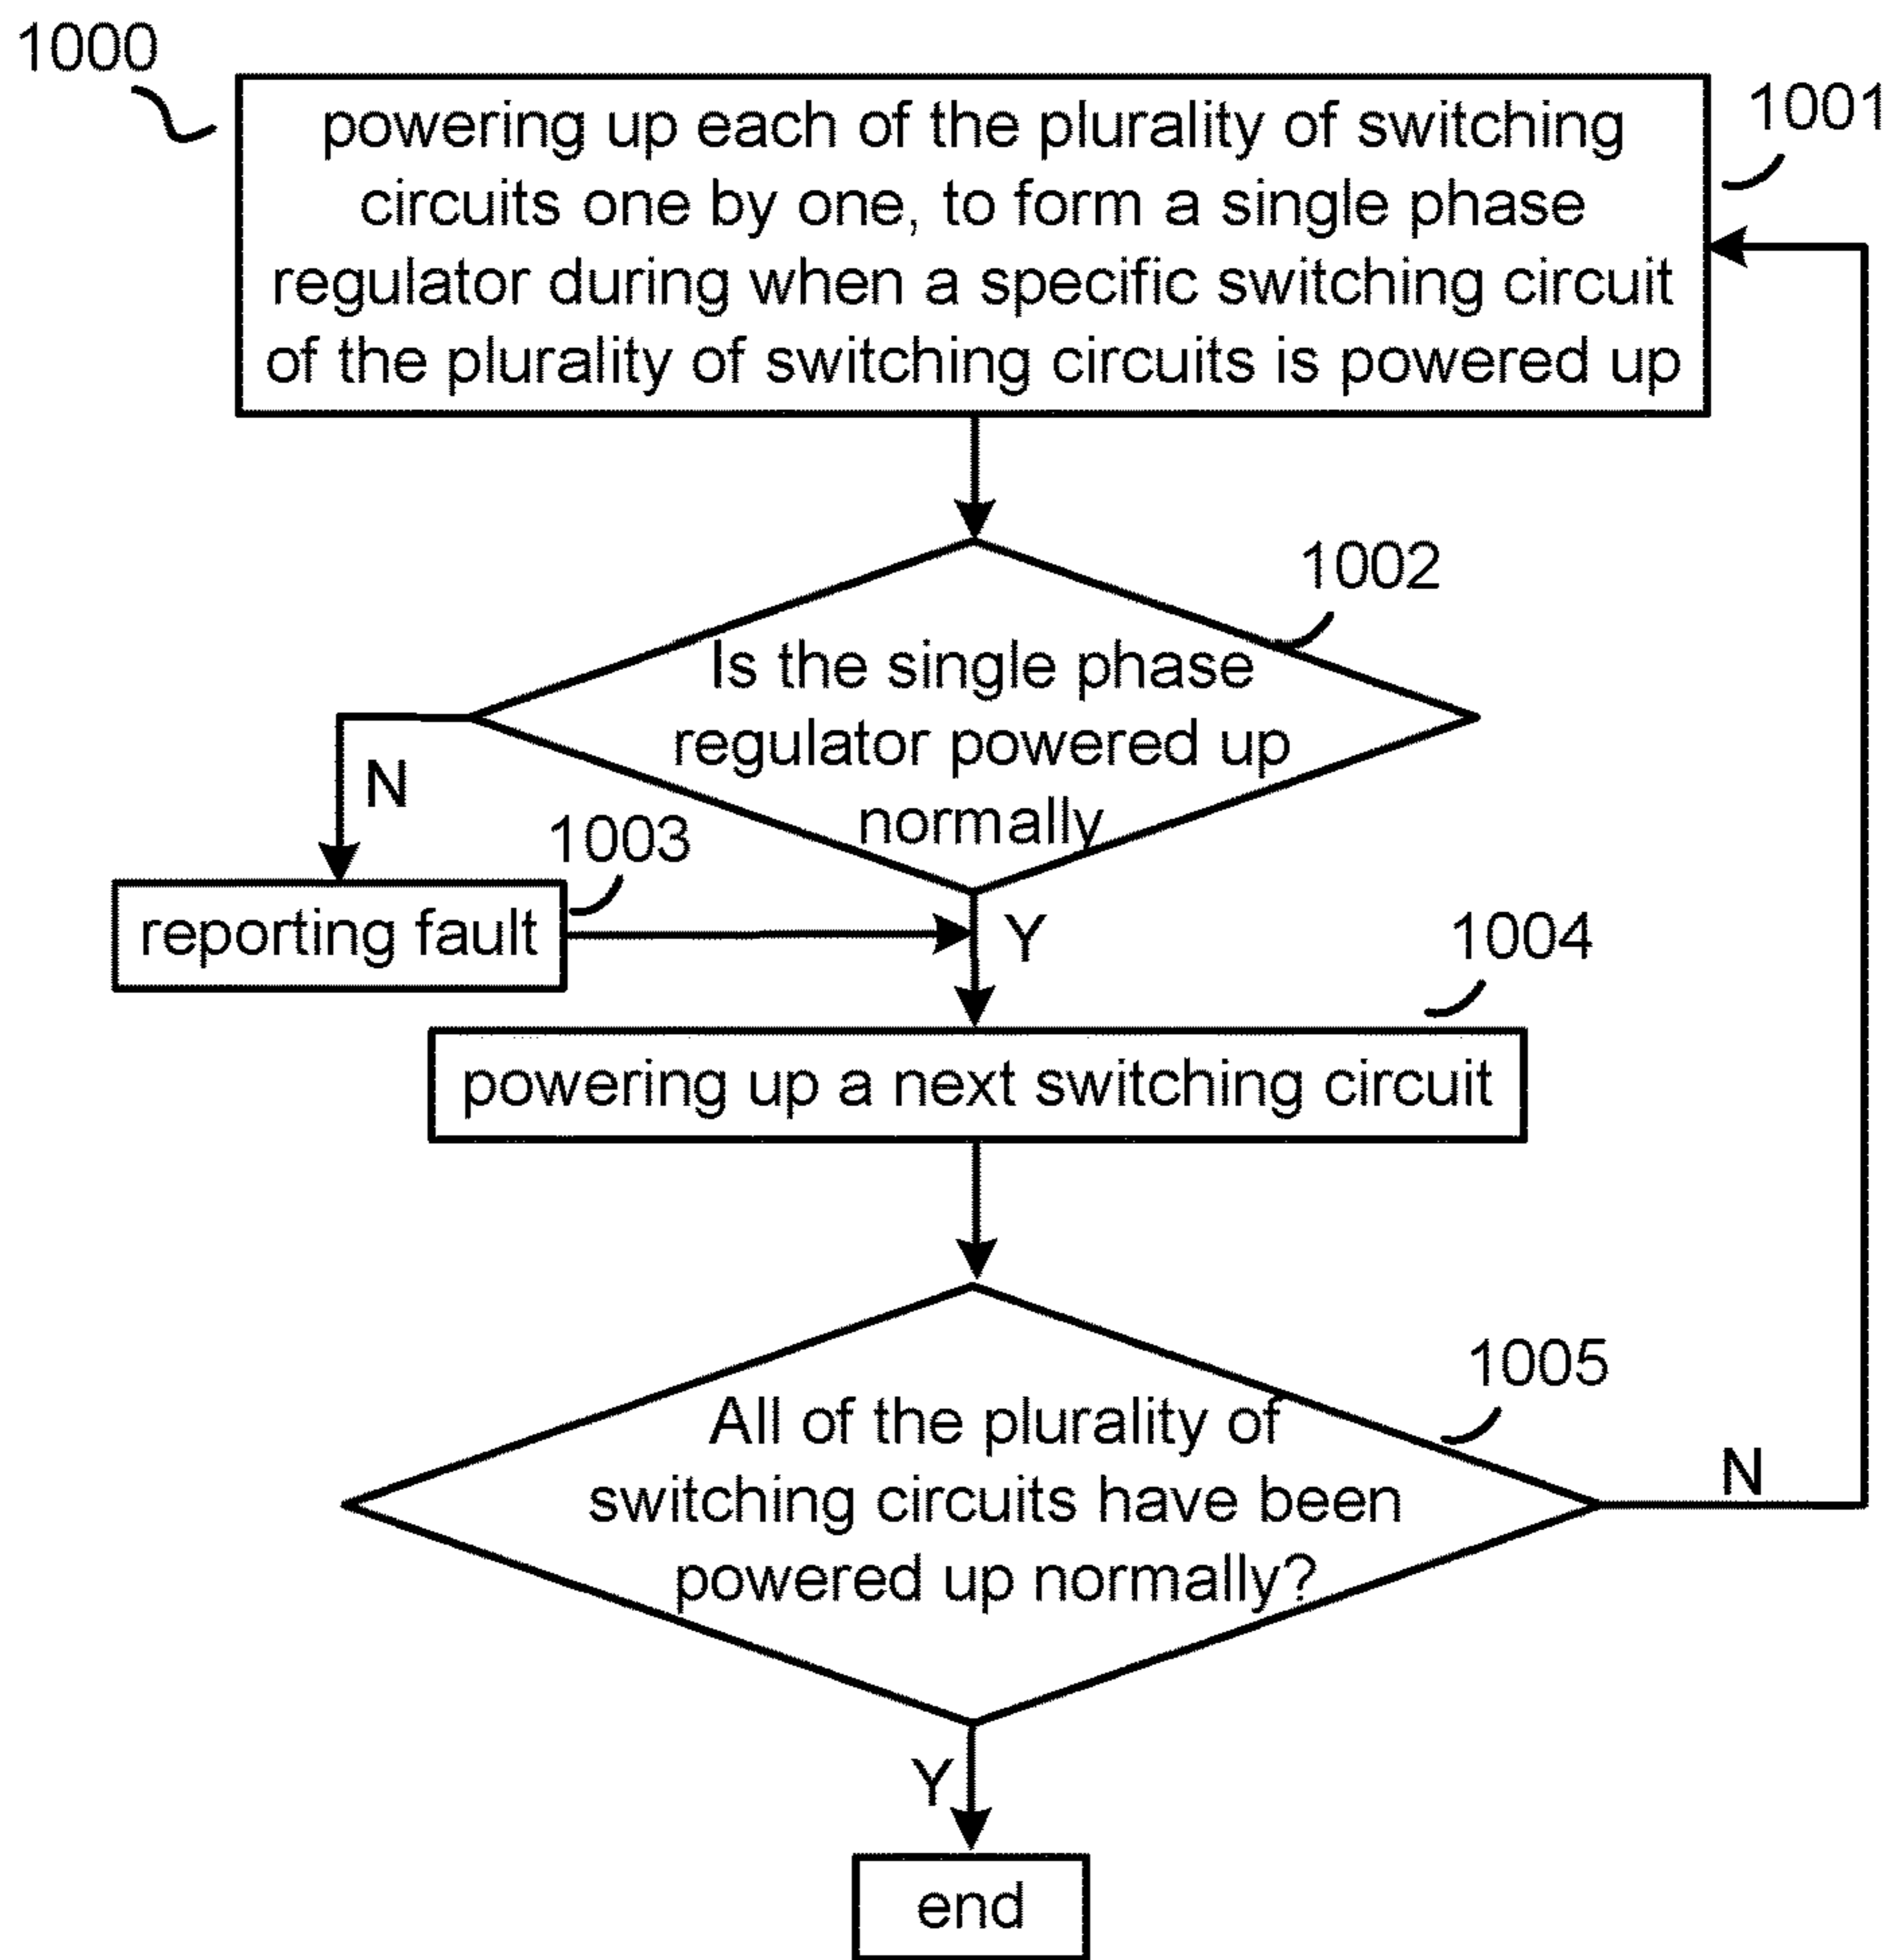 1000
1001
powering up each of the plurality of switching
circuits one by one, to form a single phase
regulator during when a specific switching circuit
of the plurality of switching circuits is powered up
1002
Is the single phase
regulator powered up
normally
N
1003
reporting fault
Y
1004
powering up a next switching circuit
1005
All of the plurality of
switching circuits have been
powered up normally?
N
Y
end